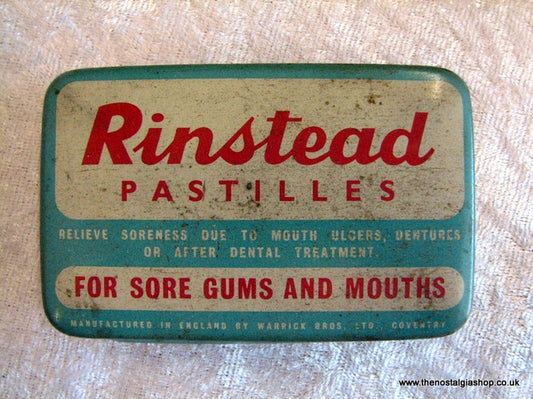 Rinstead
PASTILLES
RELIEVE SORENESS DUE TO MOUTH ULCERS, DENTURES
OR AFTER DENTAL TREATMENT.
FOR SORE GUMS AND MOUTHS
MANUFACTURED IN ENGLAND BY WARRICK BROS. LTD., COVENTRY
www.thenostalgiashop.co.uk